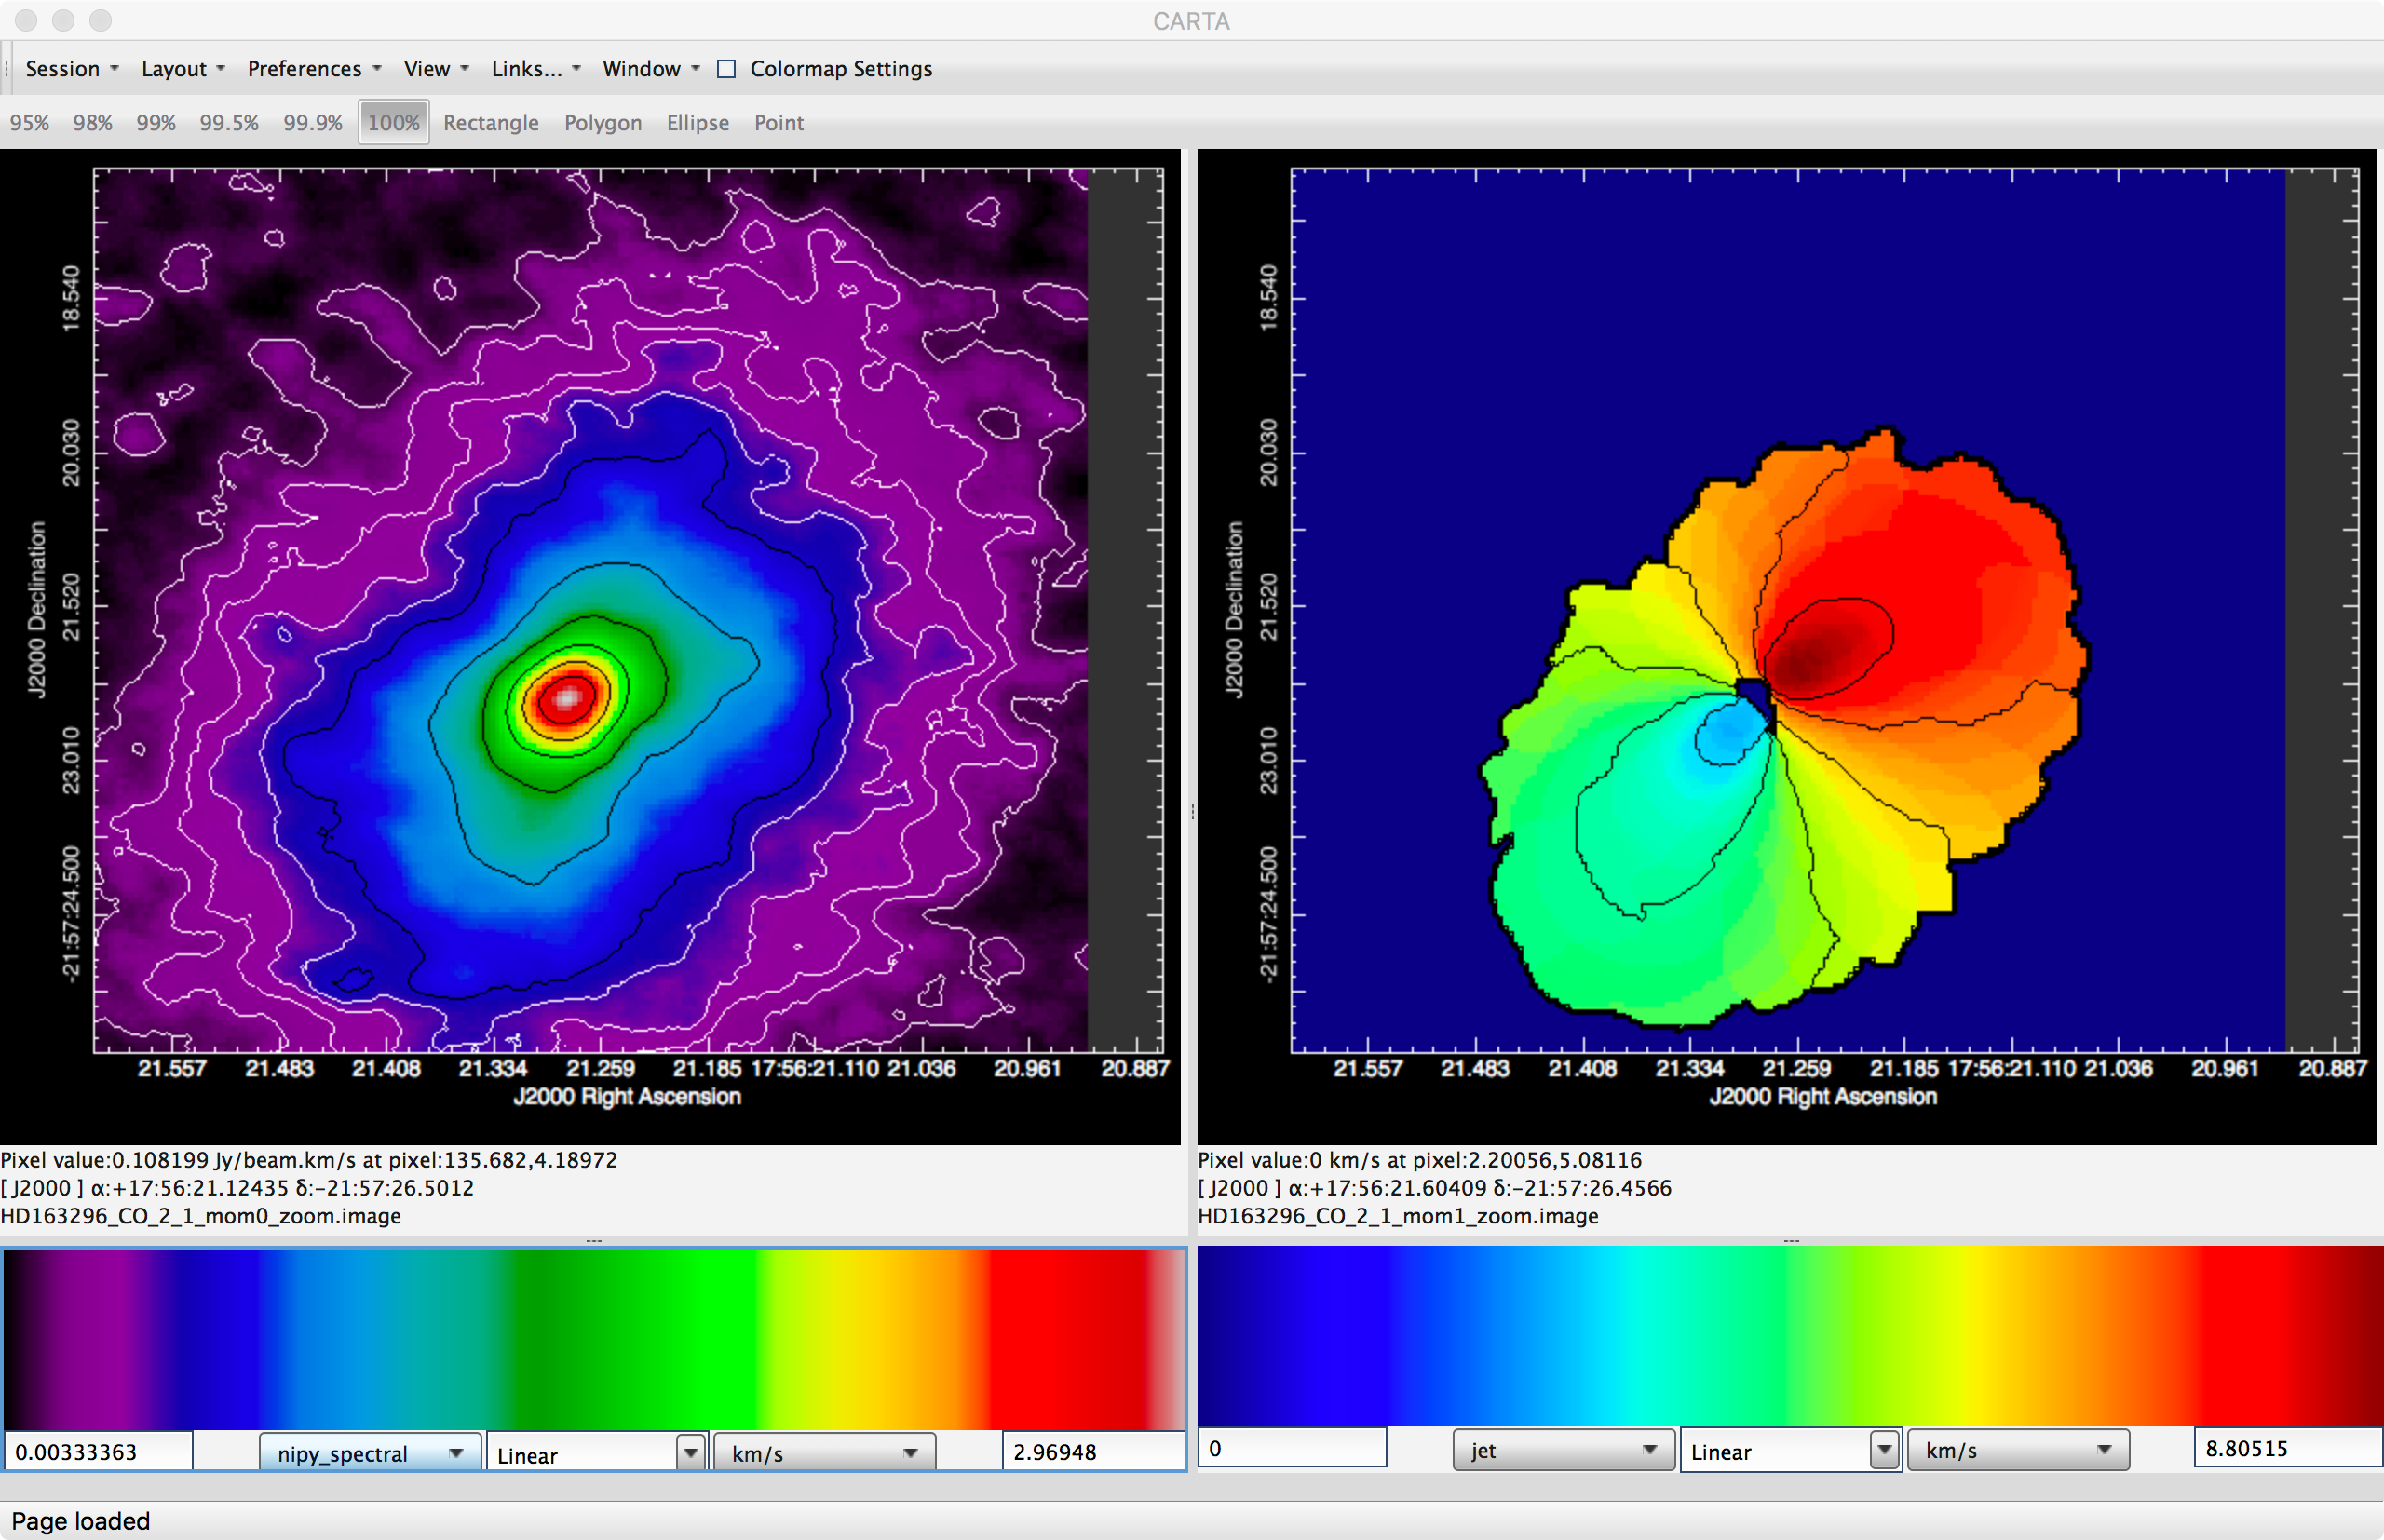 CARTA
Session Layout Preferences View Links... Window Colormap Settings
95% 98% 99% 99.5% 99.9% 100% Rectangle Polygon Ellipse Point
J2000 Declination
18.540
20.030
21.520
23.010
-21:57:24.500
21.557 21.483 21.408 21.334 21.259 21.185 17:56:21.110 21.036 20.961 20.887
J2000 Right Ascension
J2000 Declination
18.540
20.030
21.520
23.010
-21:57:24.500
21.557 21.483 21.408 21.334 21.259 21.185 17:56:21.110 21.036 20.961 20.887
J2000 Right Ascension
Pixel value:0.108199 Jy/beam.km/s at pixel:135.682,4.18972
[ J2000 ] α:+17:56:21.12435 δ:-21:57:26.5012
HD163296_CO_2_1_mom0_zoom.image
Pixel value:0 km/s at pixel:2.20056,5.08116
[ J2000 ] α:+17:56:21.60409 δ:-21:57:26.4566
HD163296_CO_2_1_mom1_zoom.image
0.00333363 nipy_spectral Linear km/s 2.96948
0 jet Linear km/s 8.80515
Page loaded